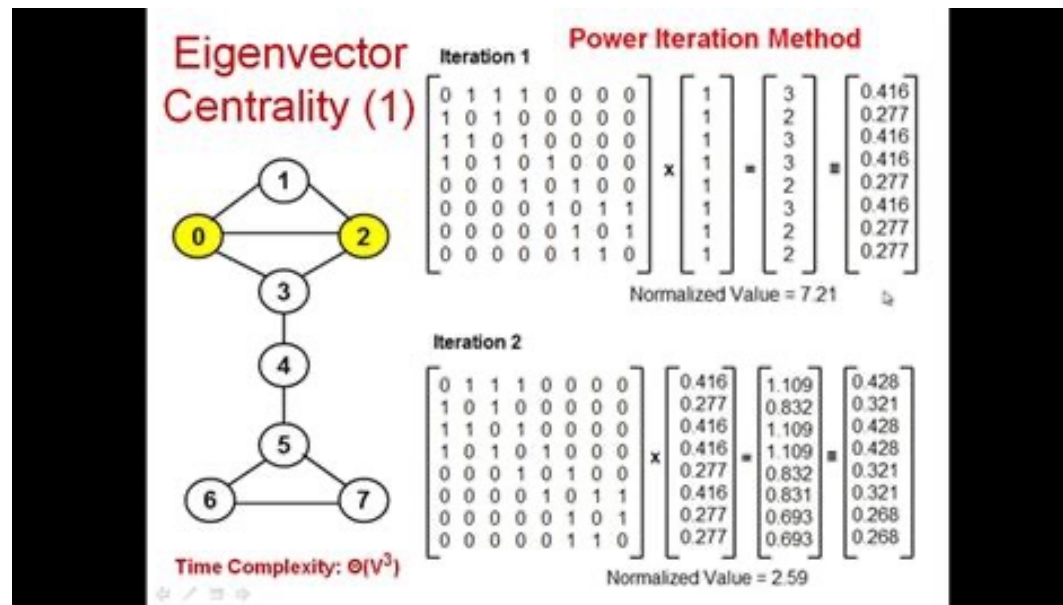 Eigenvector
Centrality (1)
Power Iteration Method
Iteration 1
0 1 1 1 0 0 0 0 1 3 0.416
1 0 1 0 0 0 0 0 1 2 0.277
1 1 0 1 0 0 0 0 1 3 0.416
1 0 1 0 1 0 0 0 x 1 = 3 ≡ 0.416
0 0 0 1 0 1 0 0 1 2 0.277
0 0 0 0 1 0 1 1 1 3 0.416
0 0 0 0 0 1 0 1 1 2 0.277
0 0 0 0 0 1 1 0 1 2 0.277
Normalized Value = 7.21
1
0 2
3
4
5
6 7
Iteration 2
0 1 1 1 0 0 0 0 0.416 1.109 0.428
1 0 1 0 0 0 0 0 0.277 0.832 0.321
1 1 0 1 0 0 0 0 0.416 1.109 0.428
1 0 1 0 1 0 0 0 x 0.416 = 1.109 ≡ 0.428
0 0 0 1 0 1 0 0 0.277 0.832 0.321
0 0 0 0 1 0 1 1 0.416 0.831 0.321
0 0 0 0 0 1 0 1 0.277 0.693 0.268
0 0 0 0 0 1 1 0 0.277 0.693 0.268
Normalized Value = 2.59
Time Complexity: Θ(V³)